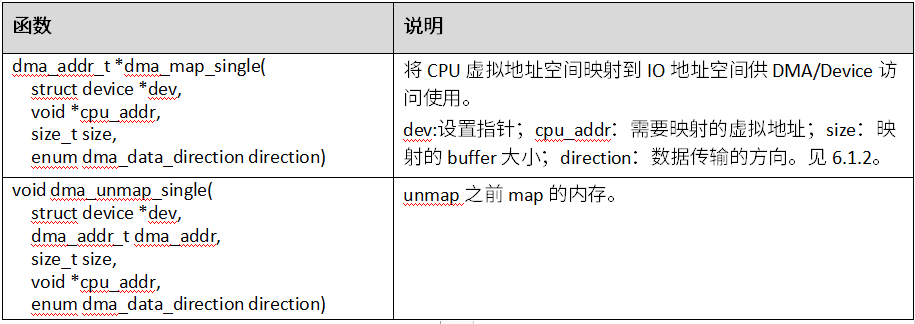 函数
说明
dma_addr_t *dma_map_single(
struct device *dev,
void *cpu_addr,
size_t size,
enum dma_data_direction direction)
将 CPU 虚拟地址空间映射到 IO 地址空间供 DMA/Device 访
问使用。
dev:设置指针；cpu_addr：需要映射的虚拟地址；size：映
射的 buffer 大小；direction：数据传输的方向。见 6.1.2。
void dma_unmap_single(
struct device *dev,
dma_addr_t dma_addr,
size_t size,
void *cpu_addr,
enum dma_data_direction direction)
unmap 之前 map 的内存。